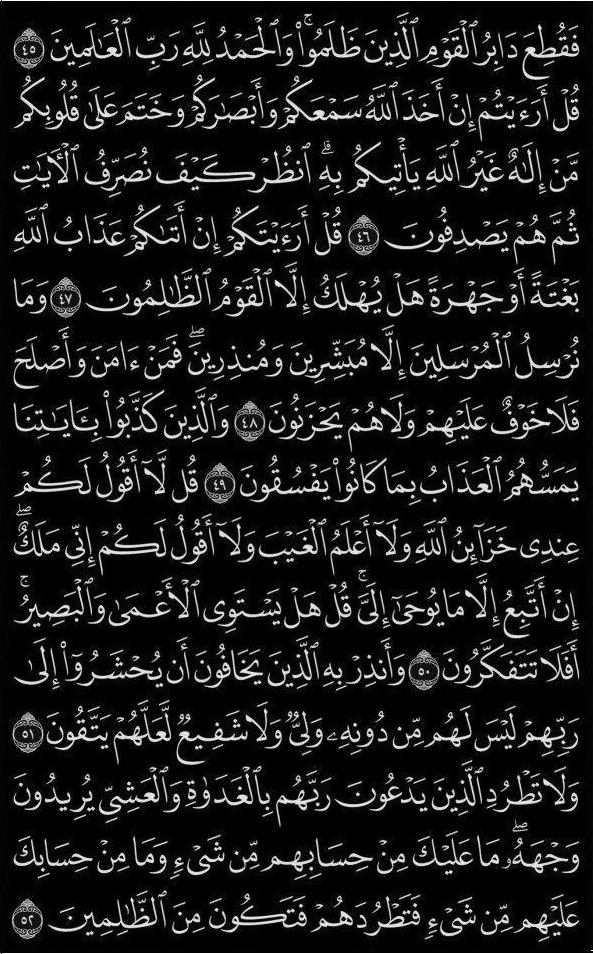 فَقُطِعَ دَابِرُ ٱلْقَوْمِ ٱلَّذِينَ ظَلَمُوا۟ ۚ وَٱلْحَمْدُ لِلَّهِ رَبِّ ٱلْعَـٰلَمِينَ ٤٥
قُلْ أَرَءَيْتُمْ إِنْ أَخَذَ ٱللَّهُ سَمْعَكُمْ وَأَبْصَـٰرَكُمْ وَخَتَمَ عَلَىٰ قُلُوبِكُم
مَّنْ إِلَـٰهٌ غَيْرُ ٱللَّهِ يَأْتِيكُم بِهِ ۗ ٱنظُرْ كَيْفَ نُصَرِّفُ ٱلْـَٔايَـٰتِ
ثُمَّ هُمْ يَصْدِفُونَ ٤٦ قُلْ أَرَءَيْتَكُمْ إِنْ أَتَىٰكُمْ عَذَابُ ٱللَّهِ
بَغْتَةً أَوْ جَهْرَةً هَلْ يُهْلَكُ إِلَّا ٱلْقَوْمُ ٱلظَّـٰلِمُونَ ٤٧ وَمَا
نُرْسِلُ ٱلْمُرْسَلِينَ إِلَّا مُبَشِّرِينَ وَمُنذِرِينَ ۖ فَمَنْ ءَامَنَ وَأَصْلَحَ
فَلَا خَوْفٌ عَلَيْهِمْ وَلَا هُمْ يَحْزَنُونَ ٤٨ وَٱلَّذِينَ كَذَّبُوا۟ بِـَٔايَـٰتِنَا
يَمَسُّهُمُ ٱلْعَذَابُ بِمَا كَانُوا۟ يَفْسُقُونَ ٤٩ قُل لَّآ أَقُولُ لَكُمْ
عِندِى خَزَآئِنُ ٱللَّهِ وَلَآ أَعْلَمُ ٱلْغَيْبَ وَلَآ أَقُولُ لَكُمْ إِنِّى مَلَكٌ ۖ
إِنْ أَتَّبِعُ إِلَّا مَا يُوحَىٰٓ إِلَىَّ ۚ قُلْ هَلْ يَسْتَوِى ٱلْأَعْمَىٰ وَٱلْبَصِيرُ ۚ
أَفَلَا تَتَفَكَّرُونَ ٥٠ وَأَنذِرْ بِهِ ٱلَّذِينَ يَخَافُونَ أَن يُحْشَرُوٓا۟ إِلَىٰ
رَبِّهِمْ لَيْسَ لَهُم مِّن دُونِهِۦ وَلِىٌّ وَلَا شَفِيعٌ لَّعَلَّهُمْ يَتَّقُونَ ٥١
وَلَا تَطْرُدِ ٱلَّذِينَ يَدْعُونَ رَبَّهُم بِٱلْغَدَوٰةِ وَٱلْعَشِىِّ يُرِيدُونَ
وَجْهَهُۥ ۖ مَا عَلَيْكَ مِنْ حِسَابِهِم مِّن شَىْءٍ وَمَا مِنْ حِسَابِكَ
عَلَيْهِم مِّن شَىْءٍ فَتَطْرُدَهُمْ فَتَكُونَ مِنَ ٱلظَّـٰلِمِينَ ٥٢